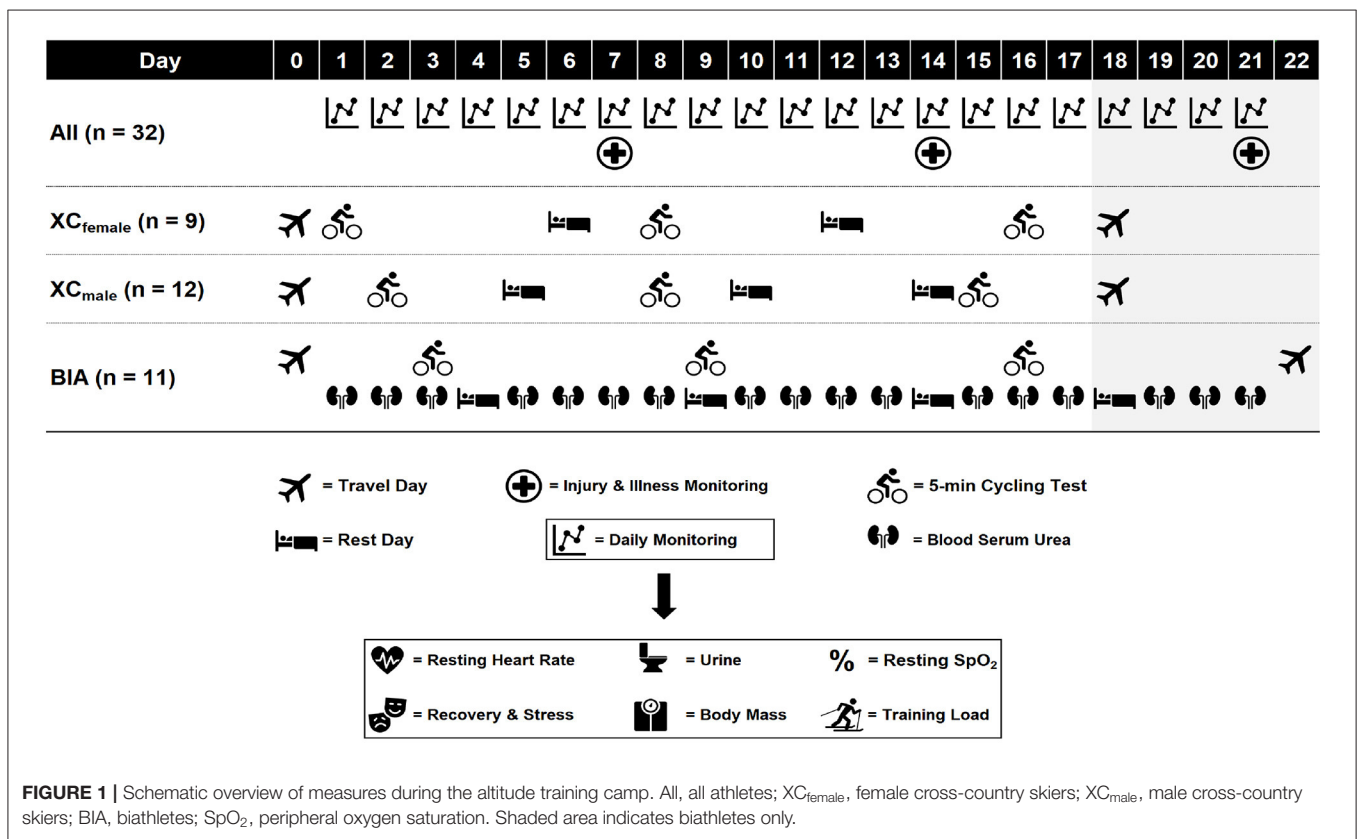 Day 0 1 2 3 4 5 6 7 8 9 10 11 12 13 14 15 16 17 18 19 20 21 22
All (n = 32)
XCfemale (n = 9)
XCmale (n = 12)
BIA (n = 11)
= Travel Day = Injury & Illness Monitoring = 5-min Cycling Test
= Rest Day = Daily Monitoring = Blood Serum Urea
= Resting Heart Rate = Urine % = Resting SpO2
= Recovery & Stress = Body Mass = Training Load
FIGURE 1 | Schematic overview of measures during the altitude training camp. All, all athletes; XCfemale, female cross-country skiers; XCmale, male cross-country
skiers; BIA, biathletes; SpO2, peripheral oxygen saturation. Shaded area indicates biathletes only.